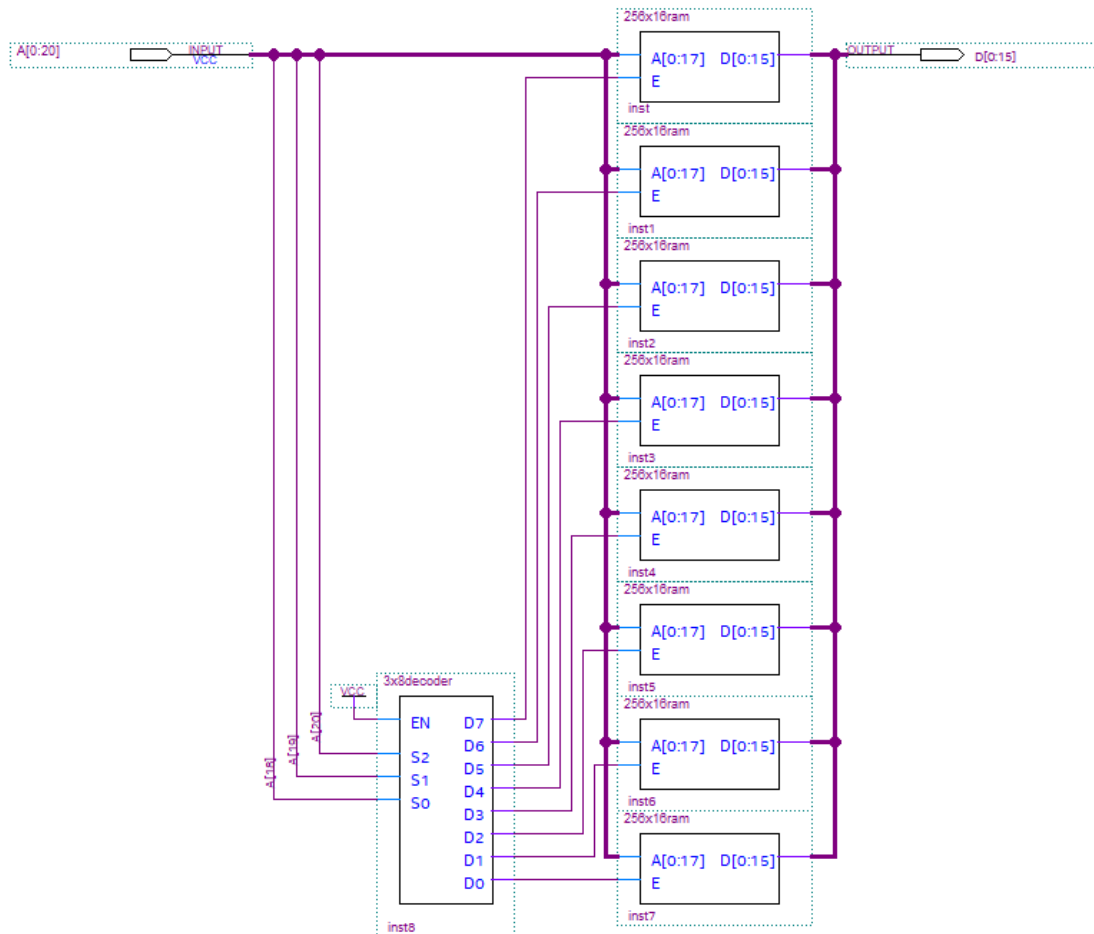 256x16ram
A[0:20]
INPUT
VCC
A[0:17] D[0:15]
E
OUTPUT
D[0:15]
inst
256x16ram
A[0:17] D[0:15]
E
inst1
256x16ram
A[0:17] D[0:15]
E
inst2
256x16ram
A[0:17] D[0:15]
E
inst3
256x16ram
A[0:17] D[0:15]
E
inst4
256x16ram
A[0:17] D[0:15]
E
inst5
256x16ram
A[0:17] D[0:15]
E
inst6
256x16ram
A[0:17] D[0:15]
E
inst7
3x8decoder
VCC
A[18]
A[19]
A[20]
EN D7
D6
S2 D5
S1 D4
S0 D3
D2
D1
D0
inst8